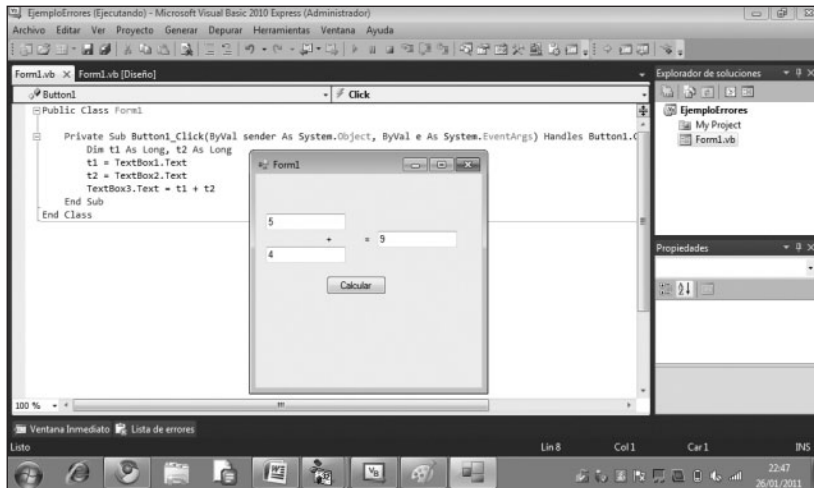 EjemploErrores (Ejecutando) - Microsoft Visual Basic 2010 Express (Administrador)
Archivo Editar Ver Proyecto Generar Depurar Herramientas Ventana Ayuda
Form1.vb Form1.vb [Diseño]
Explorador de soluciones
Button1
Click
EjemploErrores
My Project
Form1.vb
Public Class Form1
Private Sub Button1_Click(ByVal sender As System.Object, ByVal e As System.EventArgs) Handles Button1.C
Dim t1 As Long, t2 As Long
t1 = TextBox1.Text
t2 = TextBox2.Text
TextBox3.Text = t1 + t2
End Sub
End Class
Form1
5
+ = 9
4
Calcular
Propiedades
100 %
Ventana Inmediato Lista de errores
Listo Lin 8 Col 1 Car 1 INS
22:47
26/01/2011